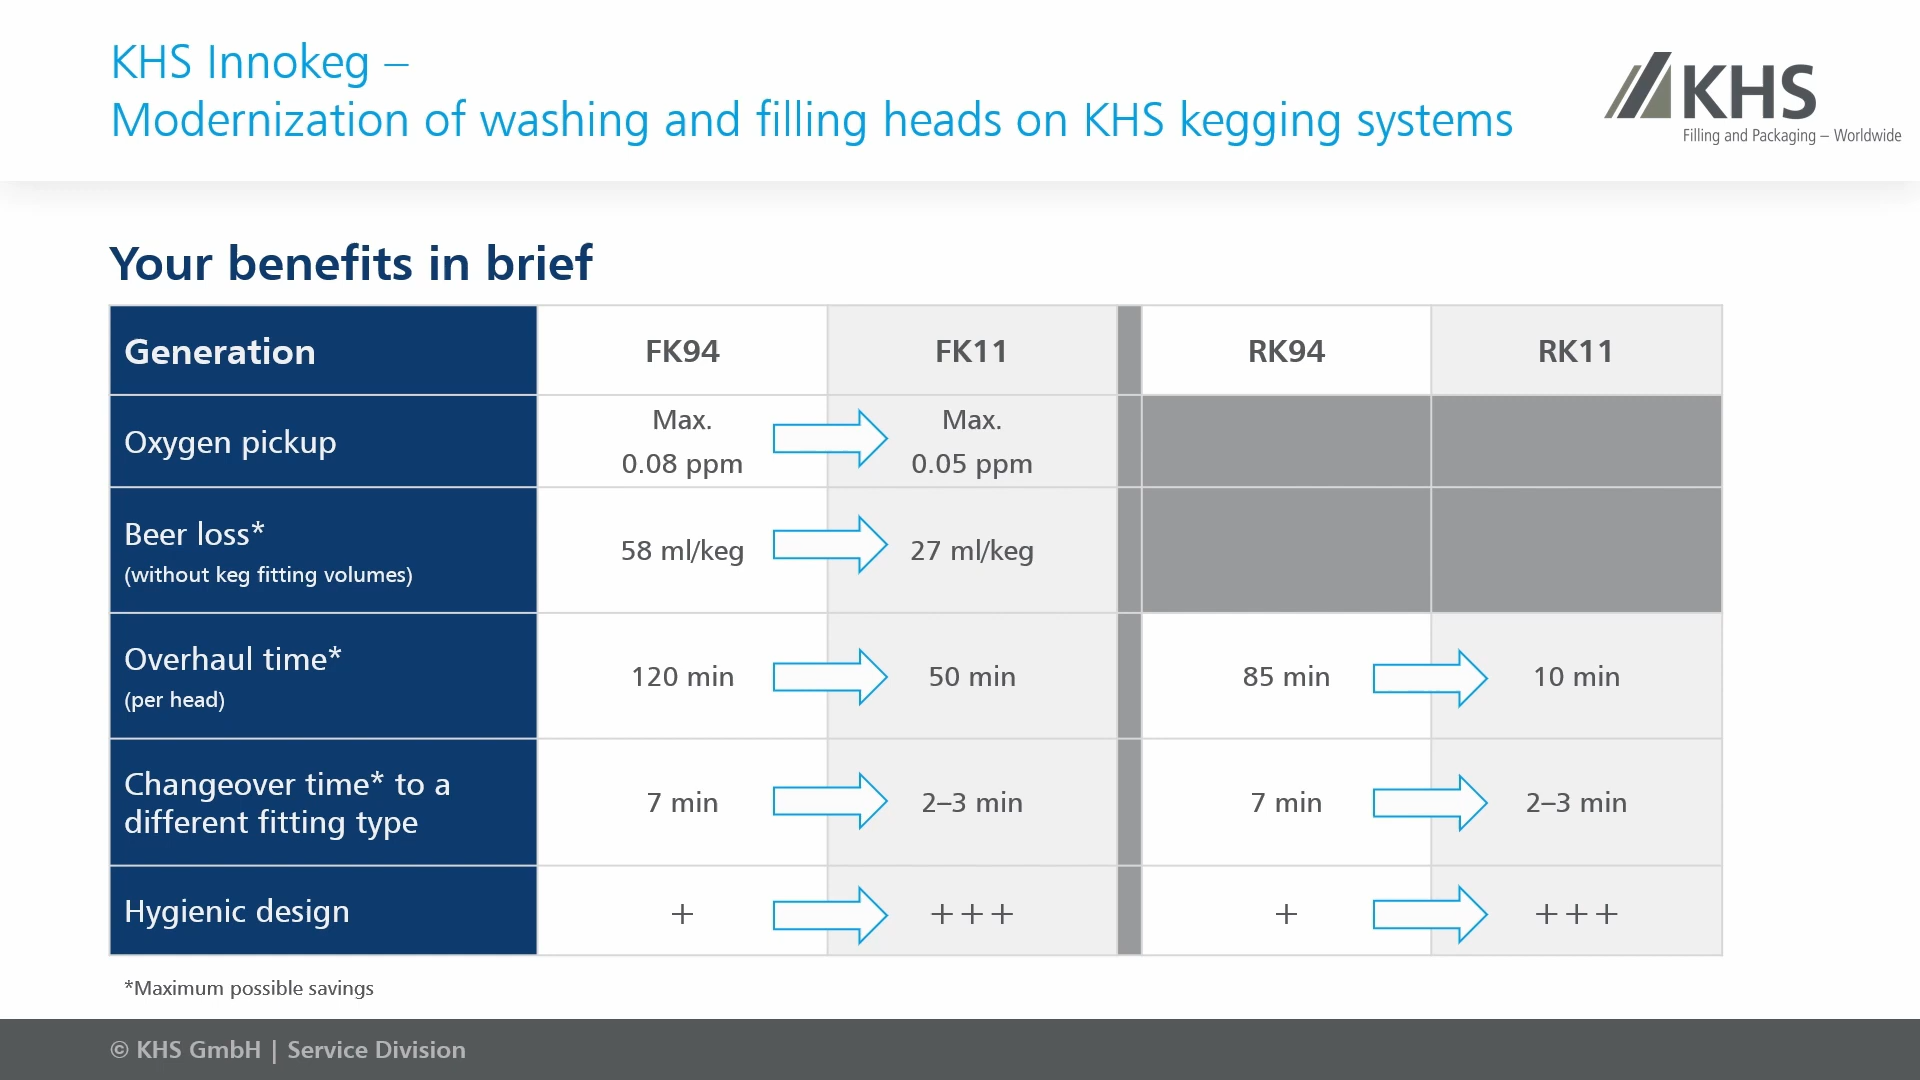 KHS Innokeg –
Modernization of washing and filling heads on KHS kegging systems
KHS
Filling and Packaging – Worldwide
Your benefits in brief
Generation
FK94
FK11
RK94
RK11
Oxygen pickup
Max.
0.08 ppm
Max.
0.05 ppm
Beer loss*
(without keg fitting volumes)
58 ml/keg
27 ml/keg
Overhaul time*
(per head)
120 min
50 min
85 min
10 min
Changeover time* to a
different fitting type
7 min
2–3 min
7 min
2–3 min
Hygienic design
+
+++
+
+++
*Maximum possible savings
© KHS GmbH | Service Division